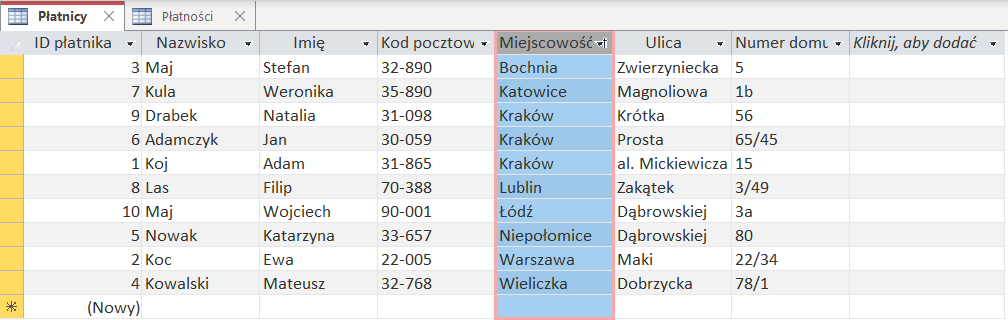 Płatnicy Płatności
ID płatnika Nazwisko Imię Kod pocztow Miejscowość Ulica Numer domu Kliknij, aby dodać
3 Maj Stefan 32-890 Bochnia Zwierzyniecka 5
7 Kula Weronika 35-890 Katowice Magnoliowa 1b
9 Drabek Natalia 31-098 Kraków Krótka 56
6 Adamczyk Jan 30-059 Kraków Prosta 65/45
1 Koj Adam 31-865 Kraków al. Mickiewicza 15
8 Las Filip 70-388 Lublin Zakątek 3/49
10 Maj Wojciech 90-001 Łódź Dąbrowskiej 3a
5 Nowak Katarzyna 33-657 Niepołomice Dąbrowskiej 80
2 Koc Ewa 22-005 Warszawa Maki 22/34
4 Kowalski Mateusz 32-768 Wieliczka Dobrzycka 78/1
(Nowy)